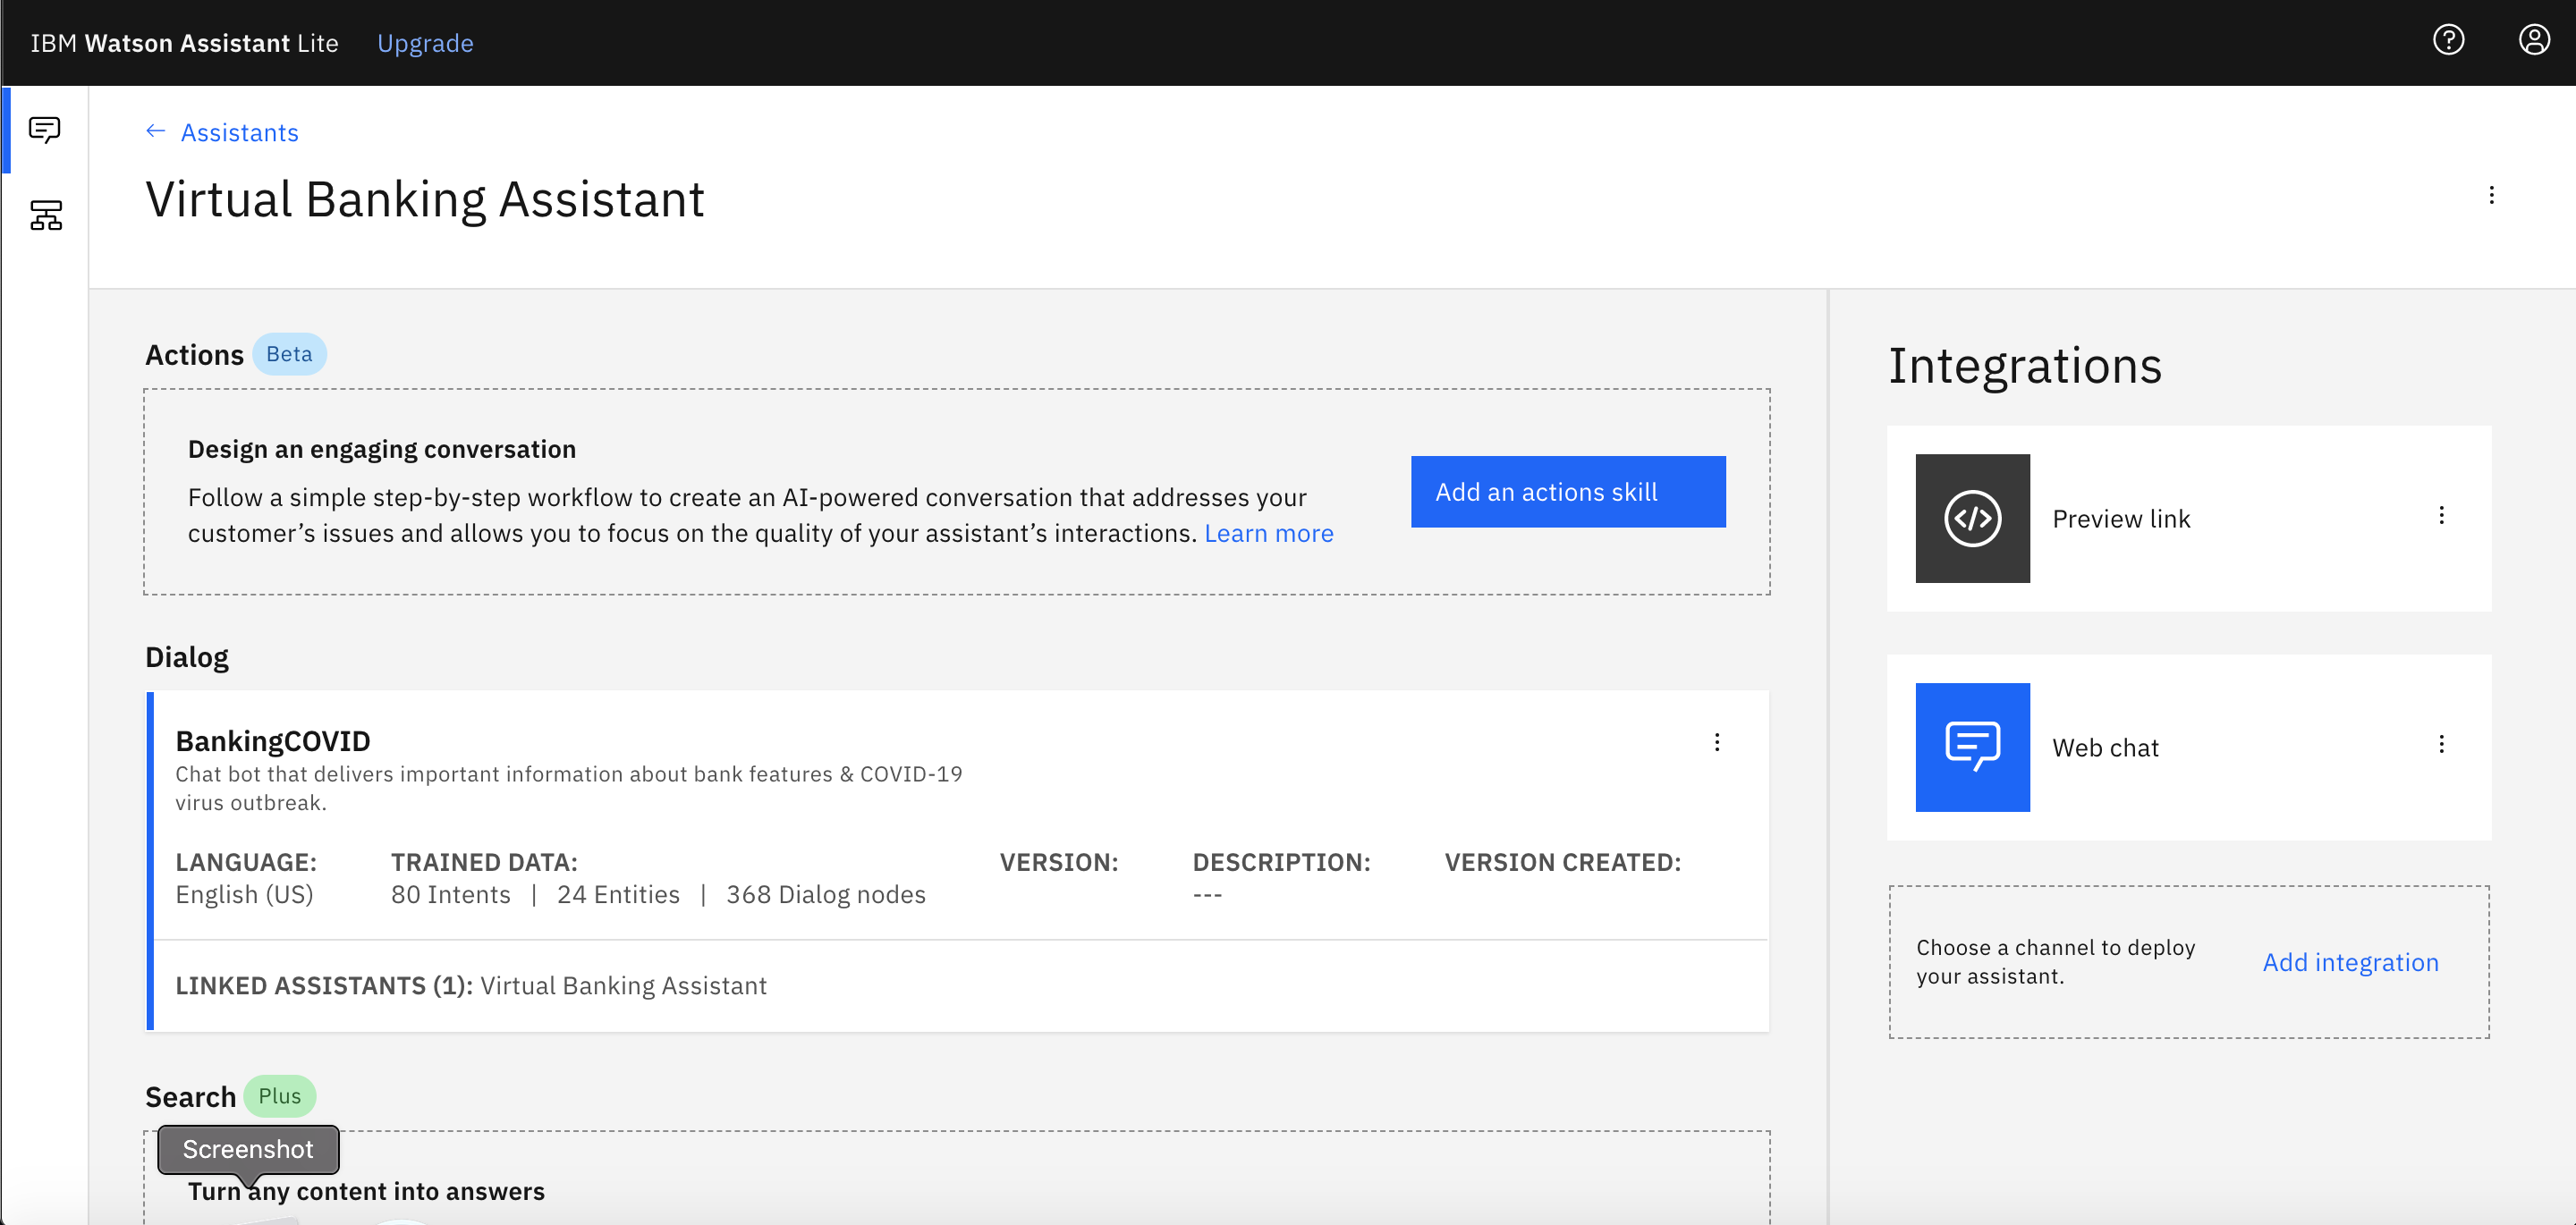 IBM Watson Assistant Lite Upgrade
Assistants
Virtual Banking Assistant
Actions Beta
Design an engaging conversation
Follow a simple step-by-step workflow to create an AI-powered conversation that addresses your
customer’s issues and allows you to focus on the quality of your assistant’s interactions. Learn more
Add an actions skill
Dialog
BankingCOVID
Chat bot that delivers important information about bank features & COVID-19
virus outbreak.
LANGUAGE: TRAINED DATA: VERSION: DESCRIPTION: VERSION CREATED:
English (US) 80 Intents | 24 Entities | 368 Dialog nodes ---
LINKED ASSISTANTS (1): Virtual Banking Assistant
Search Plus
Screenshot
Turn any content into answers
Integrations
Preview link
Web chat
Choose a channel to deploy
your assistant.
Add integration